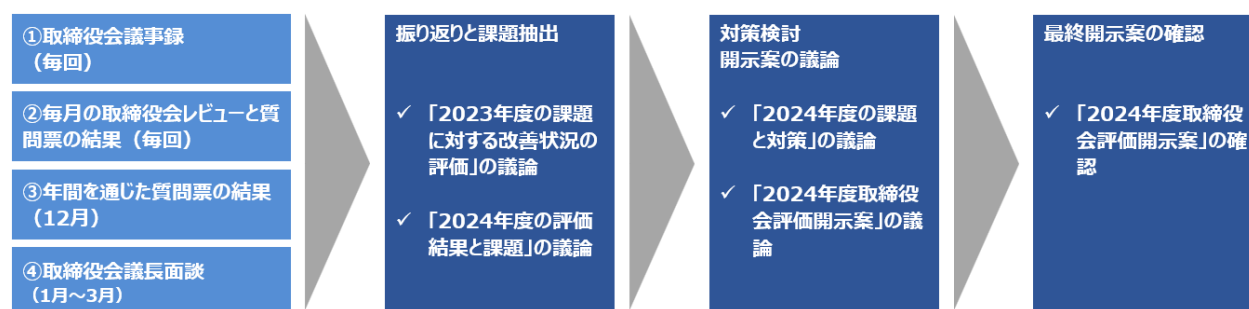 ①取締役会議事録
（毎回）
②毎月の取締役会レビューと質
問票の結果（毎回）
③年間を通じた質問票の結果
（12月）
④取締役会議長面談
（1月～3月）
振り返りと課題抽出
✓ 「2023年度の課題
に対する改善状況の
評価」の議論
✓ 「2024年度の評価
結果と課題」の議論
対策検討
開示案の議論
✓ 「2024年度の課題
と対策」の議論
✓ 「2024年度取締役
会評価開示案」の議
論
最終開示案の確認
✓ 「2024年度取締役
会評価開示案」の確
認